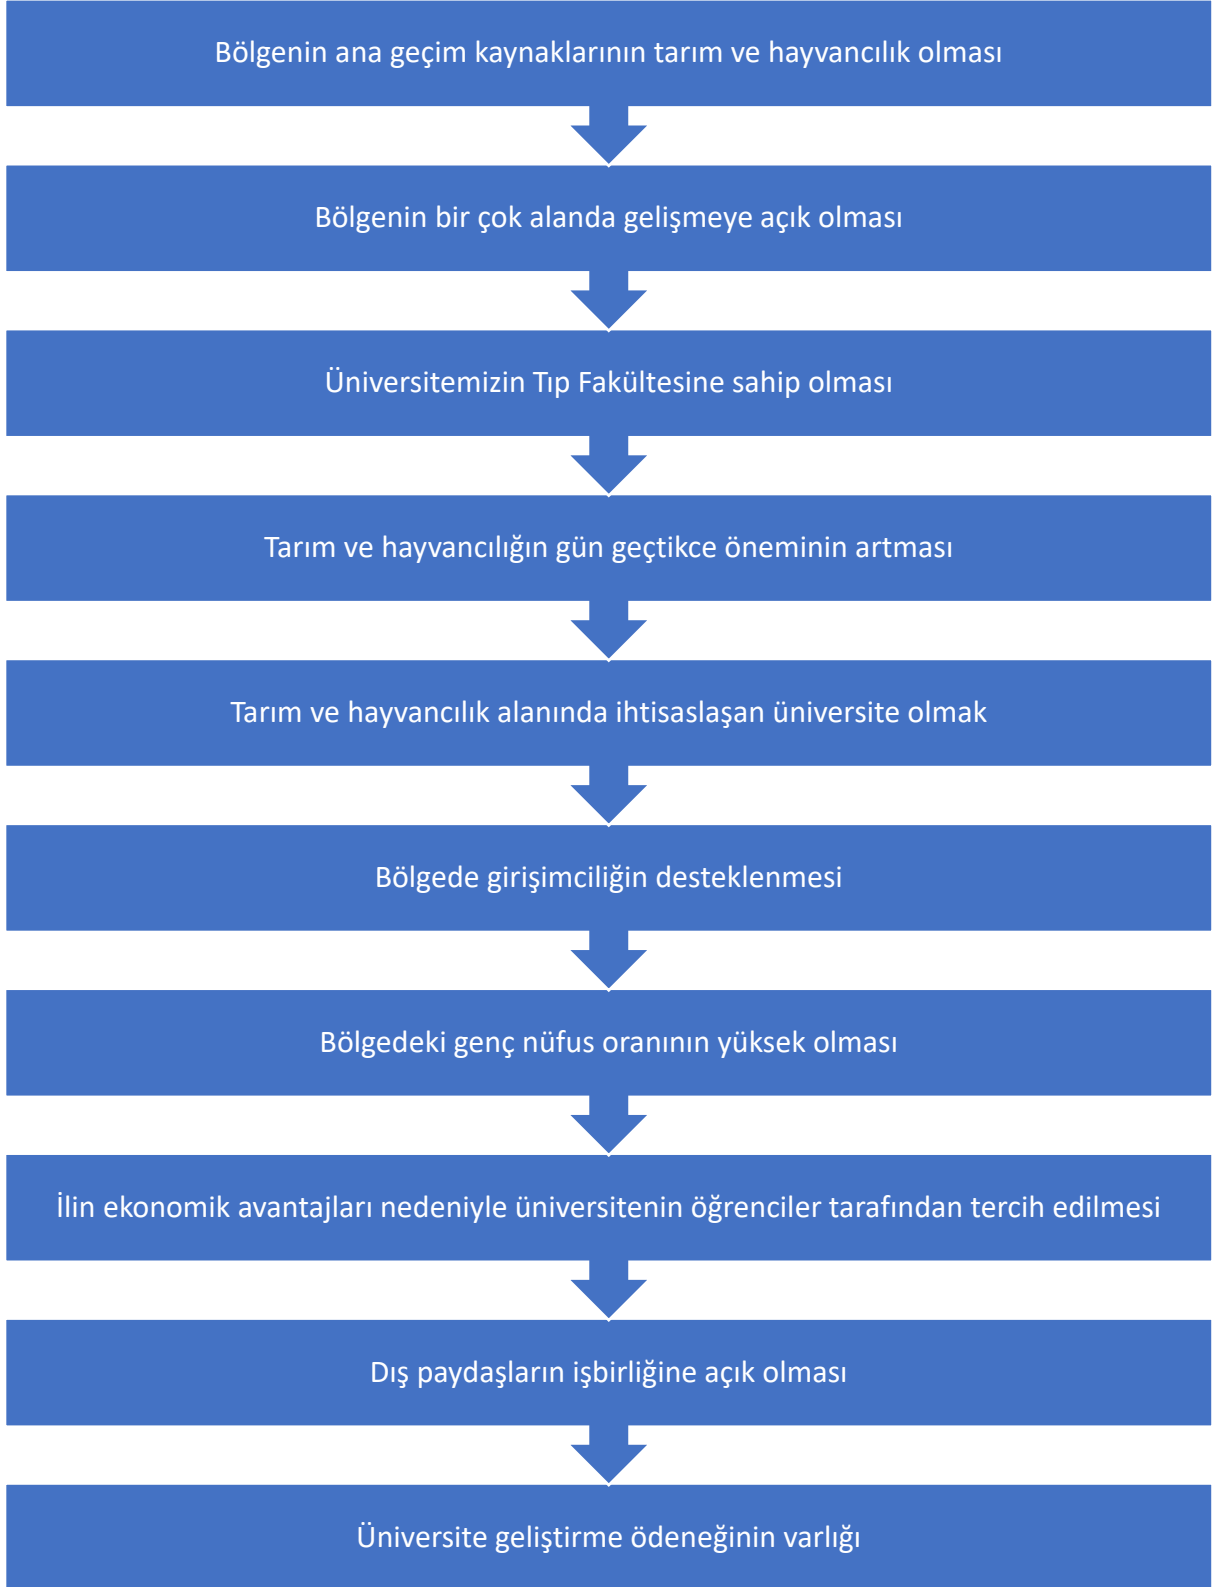 Bölgenin ana geçim kaynaklarının tarım ve hayvancılık olması
Bölgenin bir çok alanda gelişmeye açık olması
Üniversitemizin Tıp Fakültesine sahip olması
Tarım ve hayvancılığın gün geçtikce öneminin artması
Tarım ve hayvancılık alanında ihtisaslaşan üniversite olmak
Bölgede girişimciliğin desteklenmesi
Bölgedeki genç nüfus oranının yüksek olması
İlin ekonomik avantajları nedeniyle üniversitenin öğrenciler tarafından tercih edilmesi
Dış paydaşların işbirliğine açık olması
Üniversite geliştirme ödeneğinin varlığı